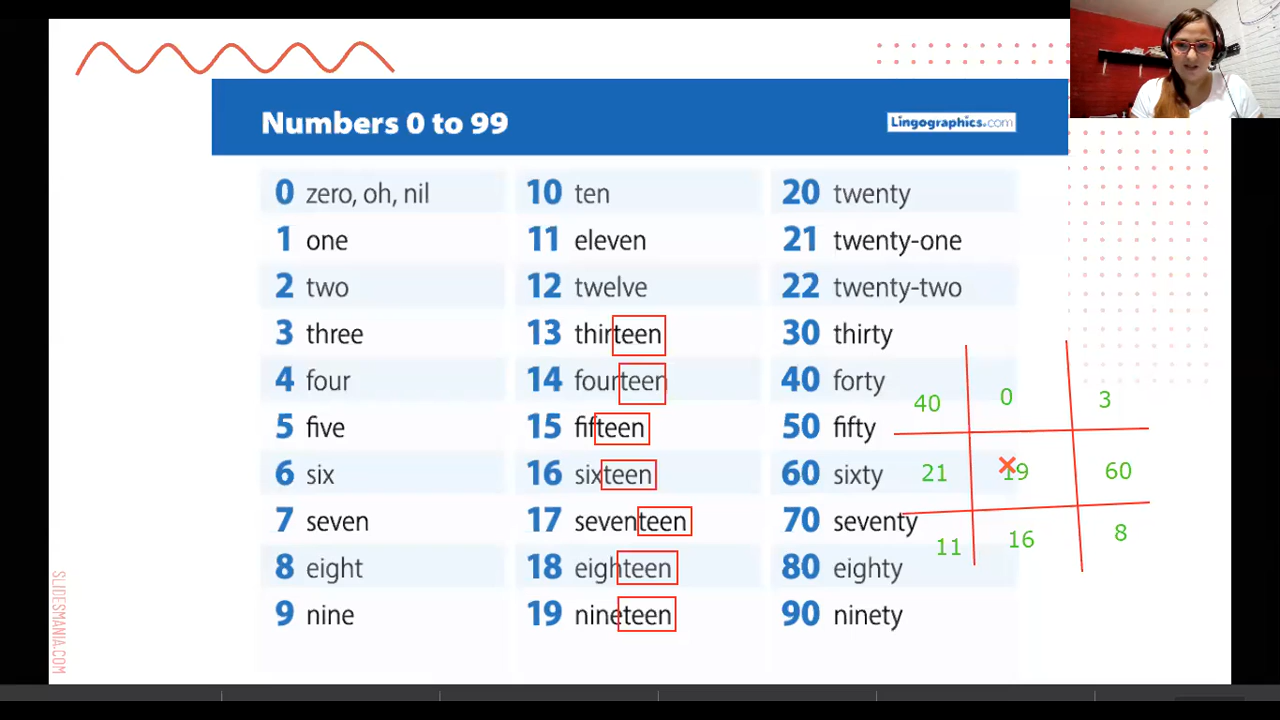 Numbers 0 to 99
Lingographics.com
0 zero, oh, nil
1 one
2 two
3 three
4 four
5 five
6 six
7 seven
8 eight
9 nine
10 ten
11 eleven
12 twelve
13 thirteen
14 fourteen
15 fifteen
16 sixteen
17 seventeen
18 eighteen
19 nineteen
20 twenty
21 twenty-one
22 twenty-two
30 thirty
40 forty
50 fifty
60 sixty
70 seventy
80 eighty
90 ninety
40 0 3
21 19 60
11 16 8
SLIDESMANIA.COM